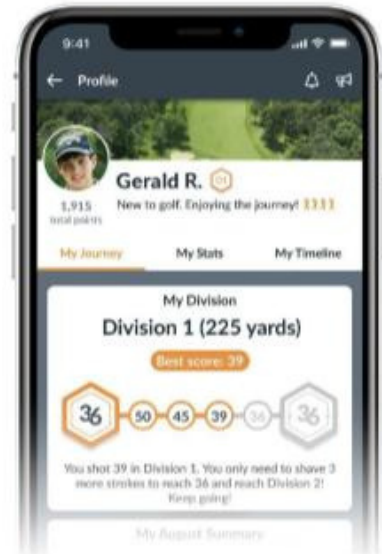 9:41
Profile
Gerald R.
1,915
total points
New to golf. Enjoying the journey!
My Journey
My Stats
My Timeline
My Division
Division 1 (225 yards)
Best score: 39
36 50 45 39 36 36
You shot 39 in Division 1. You only need to shave 3
more strokes to reach 36 and reach Division 2!
Keep going!
My August Summary